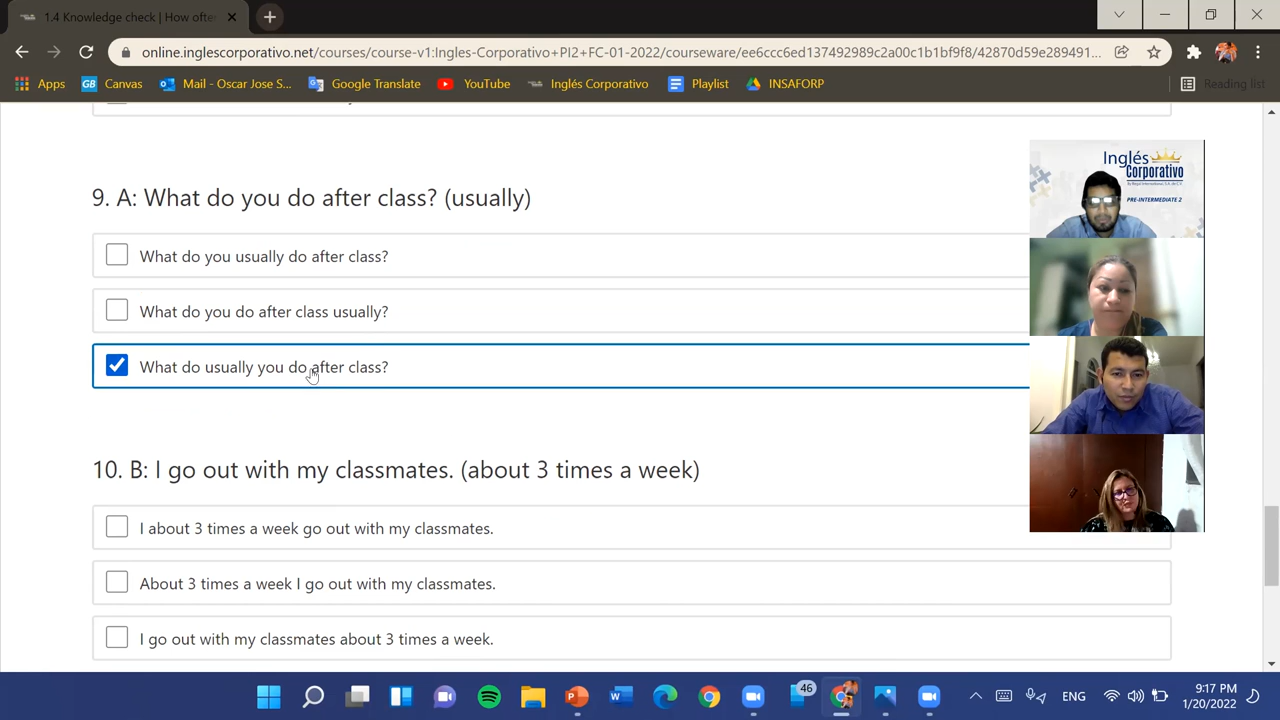 1.4 Knowledge check | How ofte
online.inglescorporativo.net/courses/course-v1:Ingles-Corporativo+PI2+FC-01-2022/courseware/ee6ccc6ed137492989c2a00c1b1bf9f8/42870d59e289491...
Apps
Canvas
Mail - Oscar Jose S...
Google Translate
YouTube
Inglés Corporativo
Playlist
INSAFORP
Reading list
9. A: What do you do after class? (usually)
What do you usually do after class?
What do you do after class usually?
What do usually you do after class?
10. B: I go out with my classmates. (about 3 times a week)
I about 3 times a week go out with my classmates.
About 3 times a week I go out with my classmates.
I go out with my classmates about 3 times a week.
Inglés
Corporativo
PRE-INTERMEDIATE 2
46
ENG
9:17 PM
1/20/2022